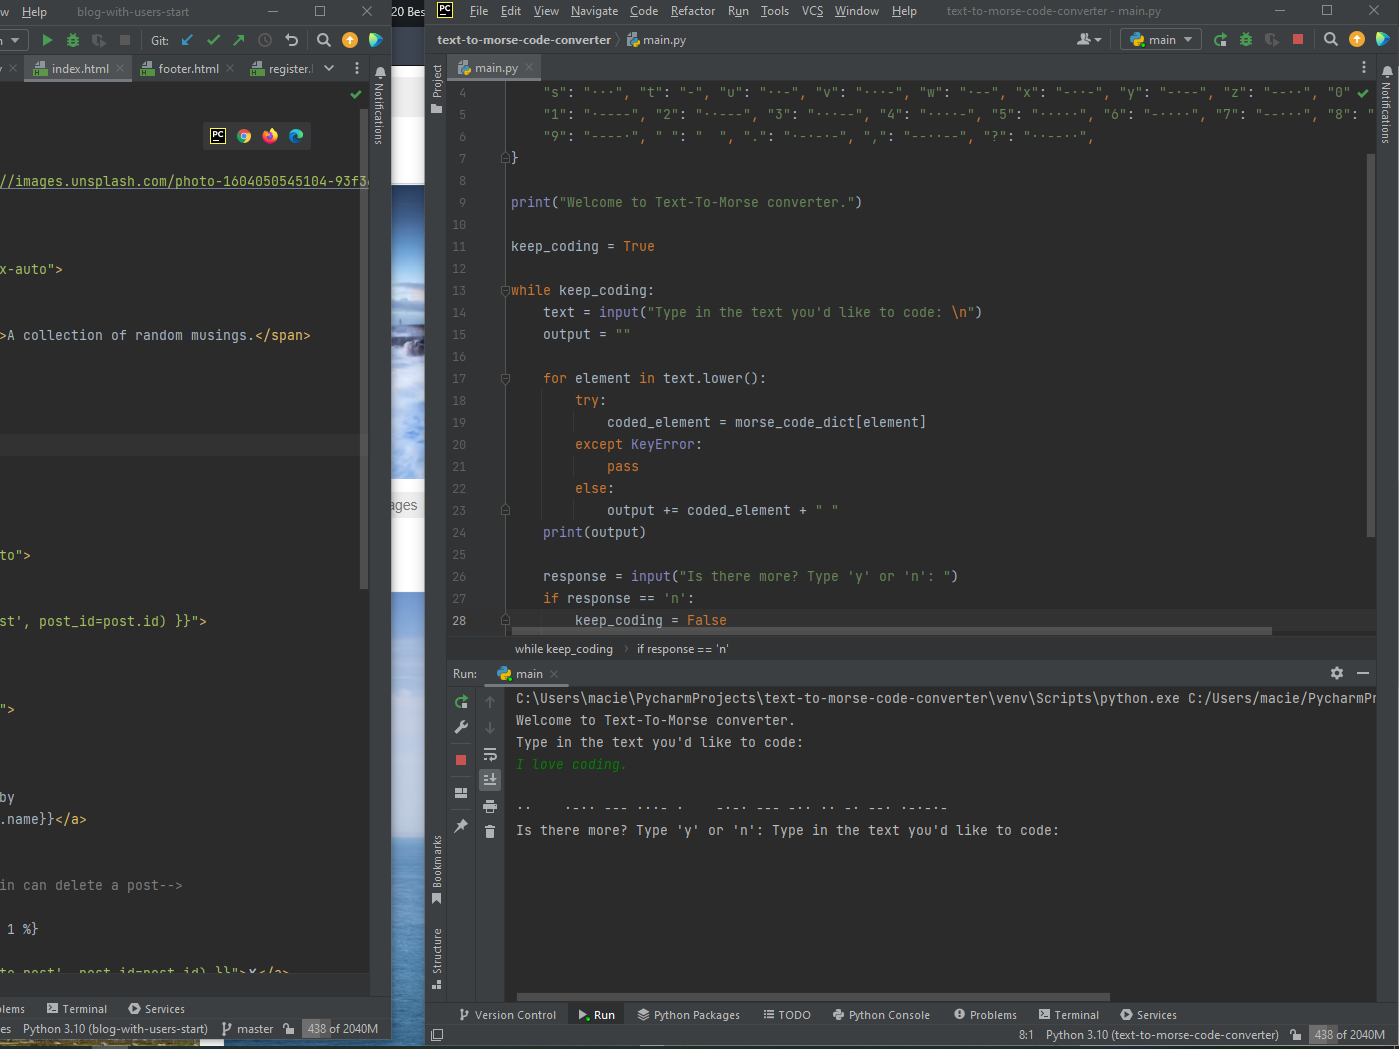 Help
blog-with-users-start
Git:
index.html
footer.html
register.
Notifications
//images.unsplash.com/photo-1604050545104-93f3
x-auto">
>A collection of random musings.</span>
to">
st', post_id=post.id) }}">
">
by
.name}}</a>
in can delete a post-->
1 %}
Terminal
Services
Python 3.10 (blog-with-users-start)
master
438 of 2040M
20 Bes
ages
File Edit View Navigate Code Refactor Run Tools VCS Window Help
text-to-morse-code-converter - main.py
text-to-morse-code-converter
main.py
main
Project
main.py
4 "s": "···", "t": "-", "u": "··-", "v": "···-", "w": "·--", "x": "-··-", "y": "-·--", "z": "--··", "0"
5 "1": "·----", "2": "··---", "3": "···--", "4": "····-", "5": "·····", "6": "-····", "7": "--···", "8": "
6 "9": "----·", " ": "  ", ".": "·-·-·-", ",": "--··--", "?": "··--··",
7 }
8
9 print("Welcome to Text-To-Morse converter.")
10
11 keep_coding = True
12
13 while keep_coding:
14 text = input("Type in the text you'd like to code: \n")
15 output = ""
16
17 for element in text.lower():
18 try:
19 coded_element = morse_code_dict[element]
20 except KeyError:
21 pass
22 else:
23 output += coded_element + " "
24 print(output)
25
26 response = input("Is there more? Type 'y' or 'n': ")
27 if response == 'n':
28 keep_coding = False
while keep_coding
if response == 'n'
Notifications
Run:
main
C:\Users\macie\PycharmProjects\text-to-morse-code-converter\venv\Scripts\python.exe C:/Users/macie/PycharmPr
Welcome to Text-To-Morse converter.
Type in the text you'd like to code:
I love coding.
··    ·-·· --- ···- ·    -·-· --- -·· ·· -· --· ·-·-·-
Is there more? Type 'y' or 'n': Type in the text you'd like to code:
Bookmarks
Structure
Version Control
Run
Python Packages
TODO
Python Console
Problems
Terminal
Services
8:1
Python 3.10 (text-to-morse-code-converter)
438 of 2040M